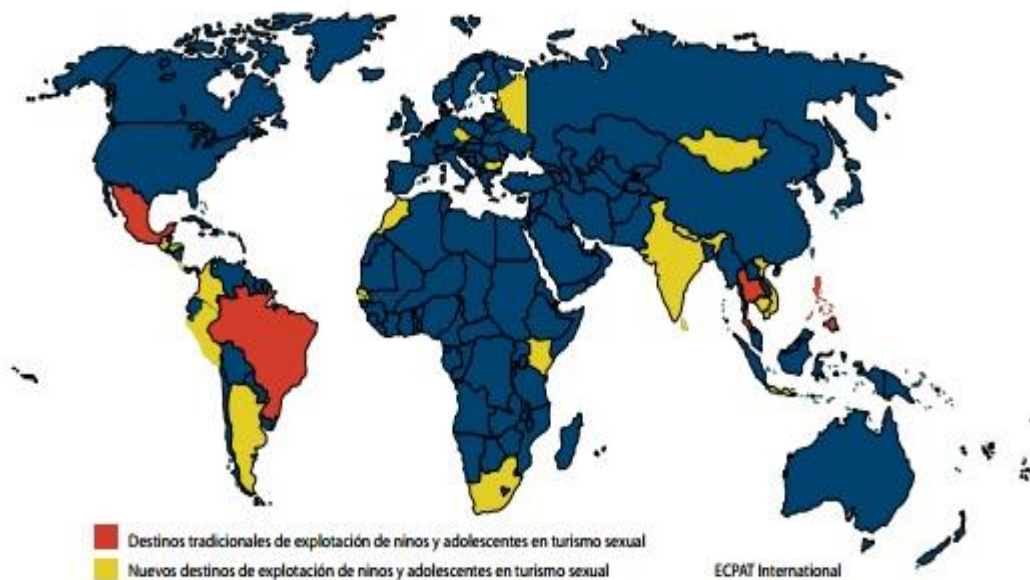 Destinos tradicionales de explotación de ninos y adolescentes en turismo sexual
Nuevos destinos de explotación de ninos y adolescentes en turismo sexual ECPAT International